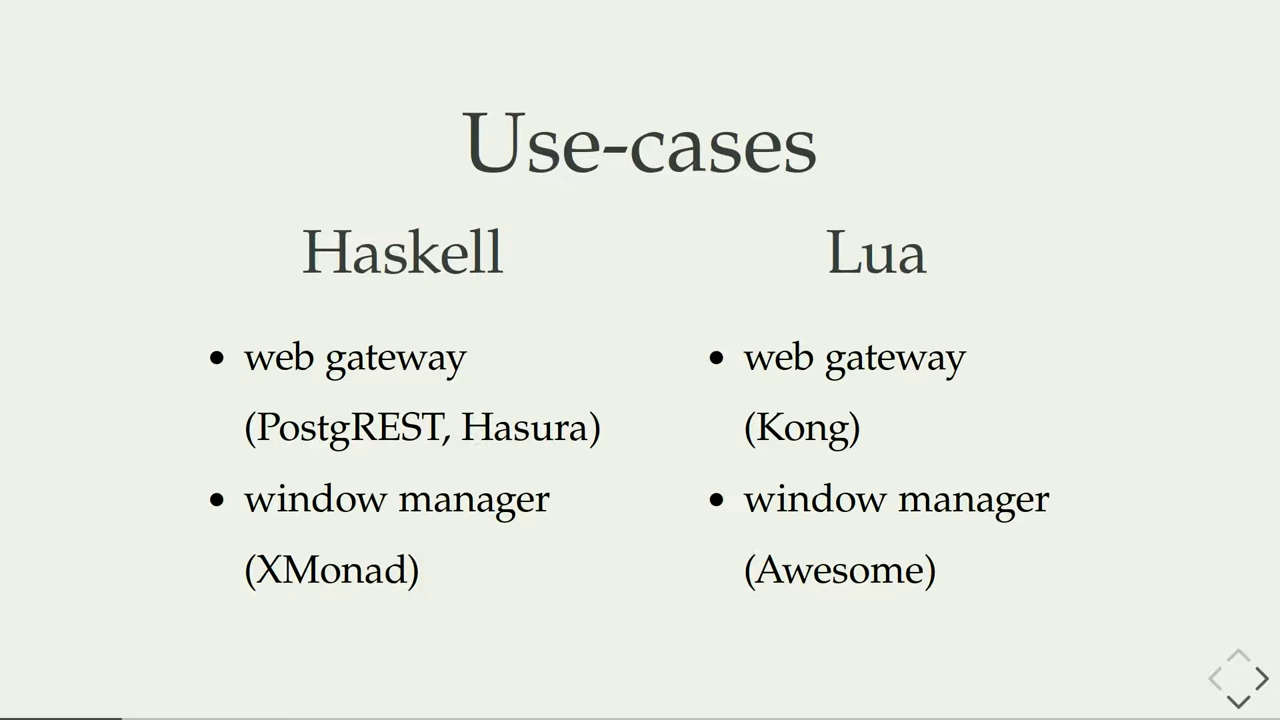 Use-cases
Haskell
• web gateway
(PostgREST, Hasura)
• window manager
(XMonad)
Lua
• web gateway
(Kong)
• window manager
(Awesome)